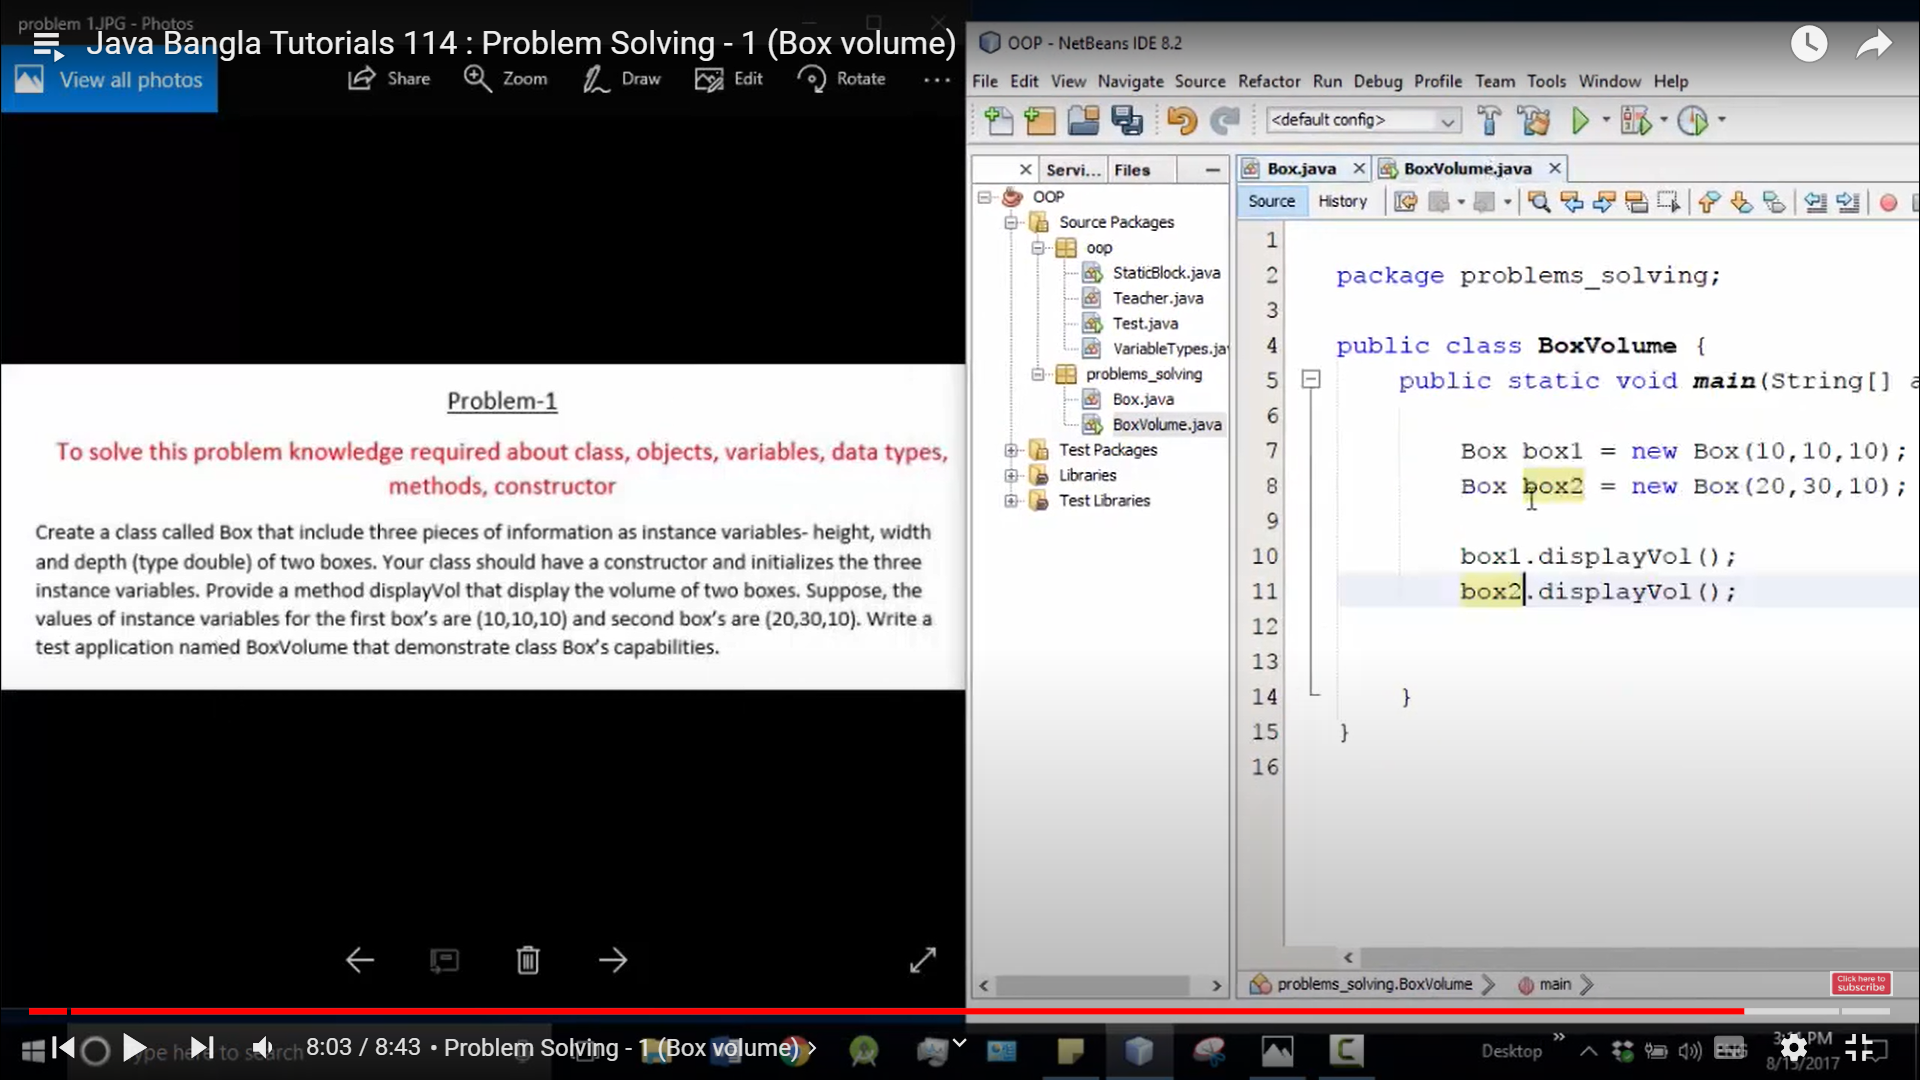 problem 1.JPG - Photos
Java Bangla Tutorials 114 : Problem Solving - 1 (Box volume)
View all photos
Share
Zoom
Draw
Edit
Rotate
Problem-1
To solve this problem knowledge required about class, objects, variables, data types,
methods, constructor
Create a class called Box that include three pieces of information as instance variables- height, width
and depth (type double) of two boxes. Your class should have a constructor and initializes the three
instance variables. Provide a method displayVol that display the volume of two boxes. Suppose, the
values of instance variables for the first box's are (10,10,10) and second box's are (20,30,10). Write a
test application named BoxVolume that demonstrate class Box's capabilities.
OOP - NetBeans IDE 8.2
File Edit View Navigate Source Refactor Run Debug Profile Team Tools Window Help
<default config>
Servi... Files
OOP
Source Packages
oop
StaticBlock.java
Teacher.java
Test.java
VariableTypes.ja
problems_solving
Box.java
BoxVolume.java
Test Packages
Libraries
Test Libraries
Box.java BoxVolume.java
Source History
1
2 package problems_solving;
3
4 public class BoxVolume {
5 public static void main(String[] a
6
7 Box box1 = new Box(10,10,10);
8 Box box2 = new Box(20,30,10);
9
10 box1.displayVol();
11 box2.displayVol();
12
13
14 }
15 }
16
problems_solving.BoxVolume main
Click here to
subscribe
8:03 / 8:43 • Problem Solving - 1 (Box volume)
Type here to search
Desktop
ENG
PM
8/15/2017